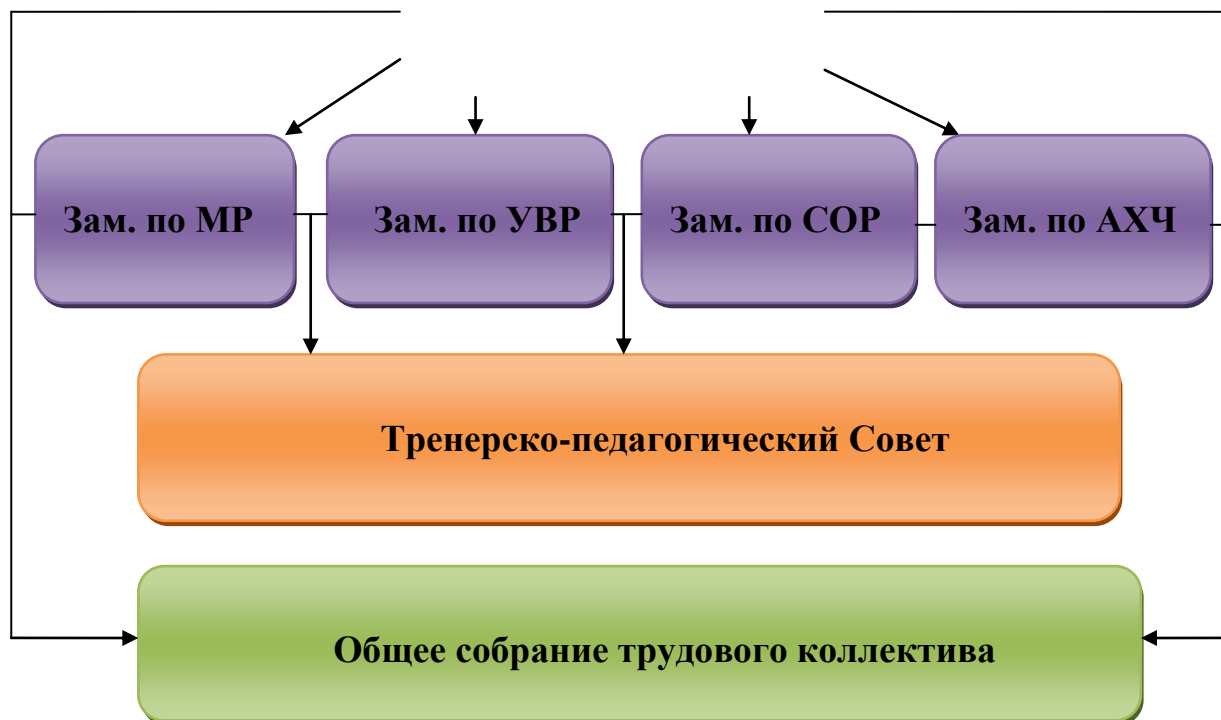 Зам. по МР
Зам. по УВР
Зам. по СОР
Зам. по АХЧ
Тренерско-педагогический Совет
Общее собрание трудового коллектива